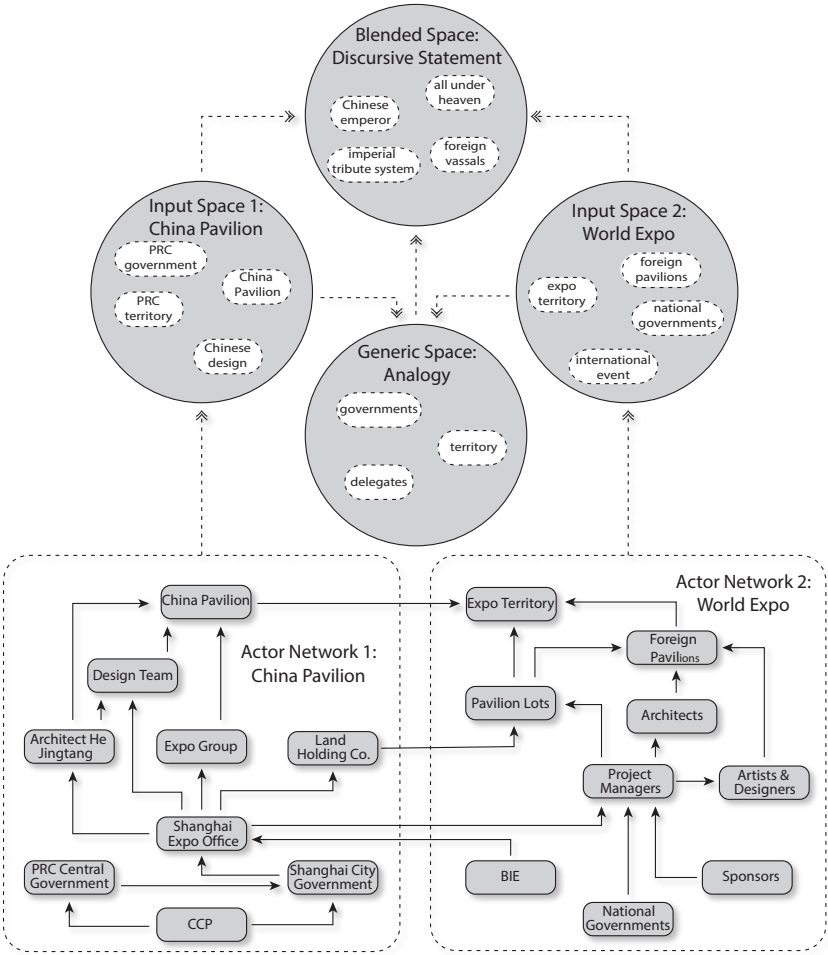 Blended Space:
Discursive Statement
all under
heaven
Chinese
emperor
imperial
tribute system
foreign
vassals
Input Space 1:
China Pavilion
PRC
government
China
Pavilion
PRC
territory
Chinese
design
Input Space 2:
World Expo
foreign
pavilions
expo
territory
national
governments
international
event
Generic Space:
Analogy
governments
territory
delegates
Actor Network 1:
China Pavilion
China Pavilion
Design Team
Architect He
Jingtang
Expo Group
Land
Holding Co.
Shanghai
Expo Office
PRC Central
Government
Shanghai City
Government
CCP
Actor Network 2:
World Expo
Expo Territory
Foreign
Pavilions
Pavilion Lots
Architects
Project
Managers
Artists &
Designers
BIE
Sponsors
National
Governments